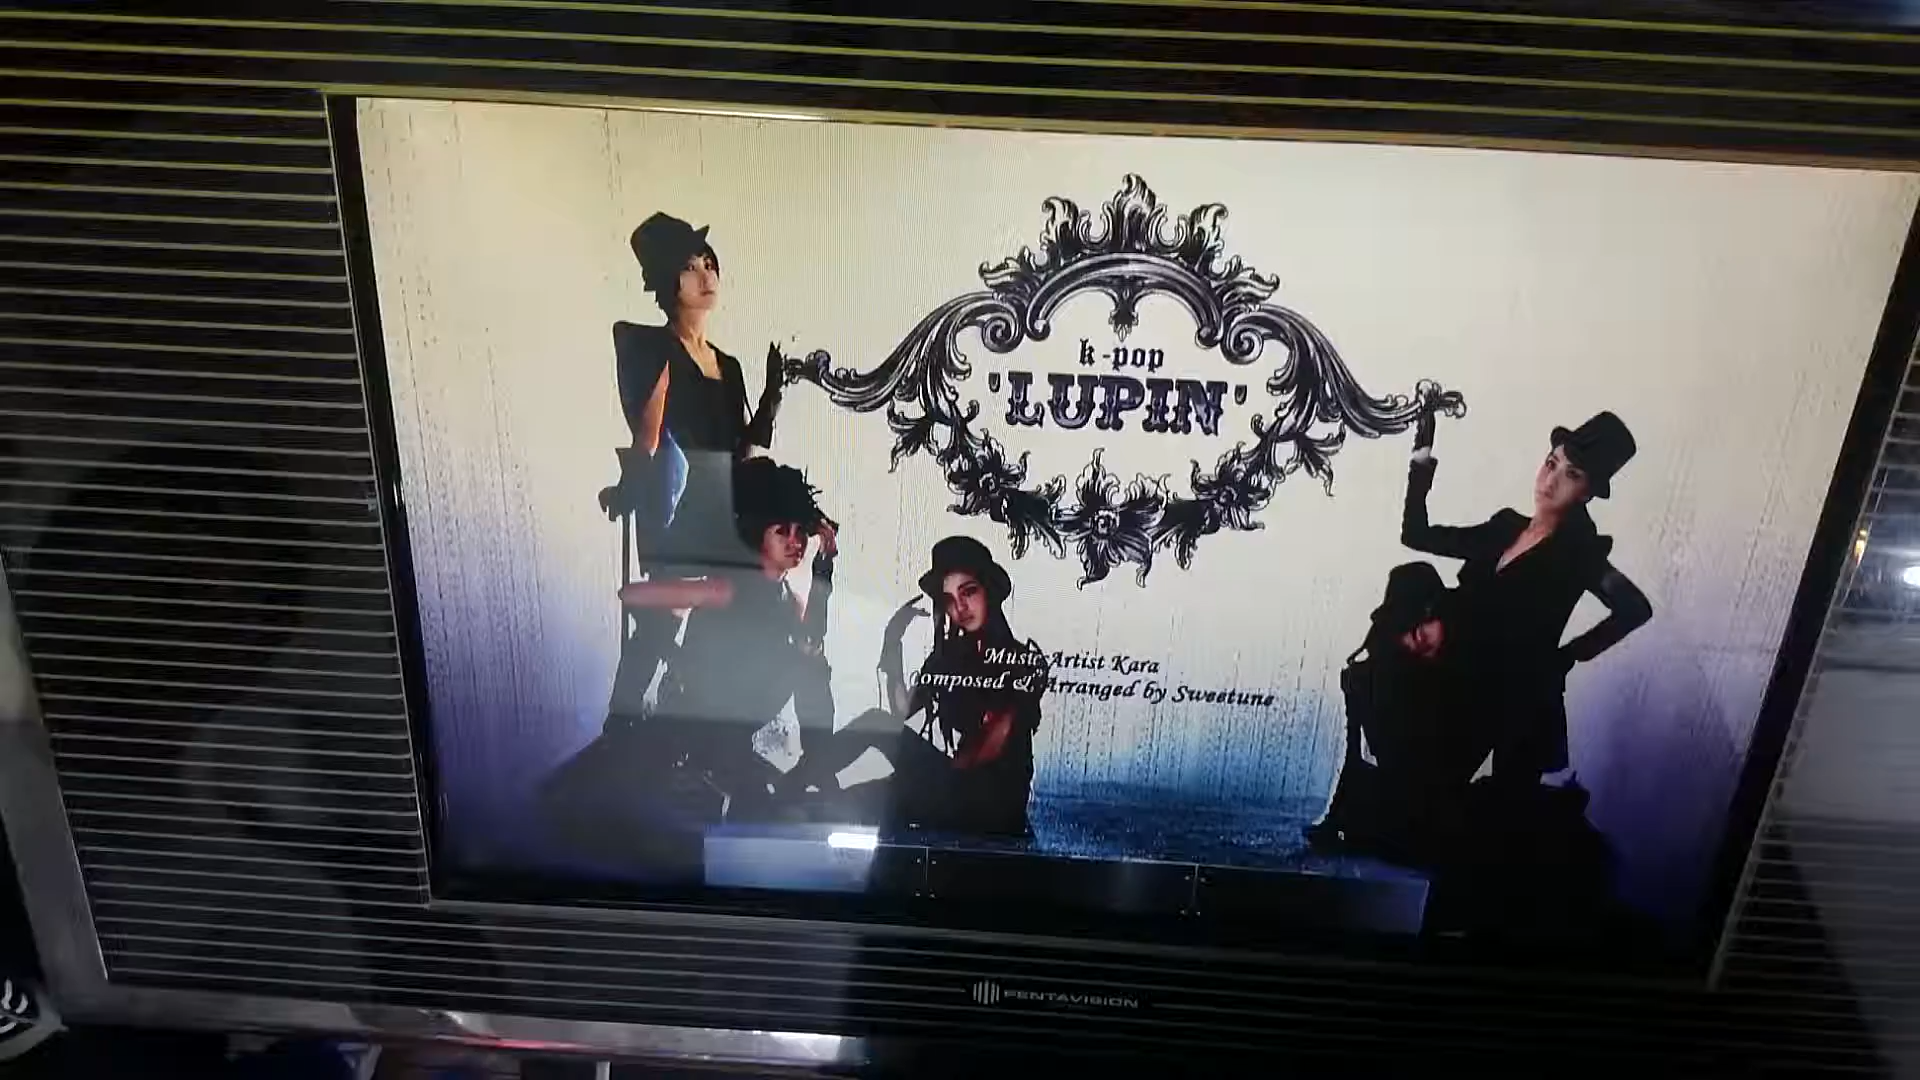 k-pop
'LUPIN'
Music Artist Kara
Composed & Arranged by Sweetune
PENTAVISION